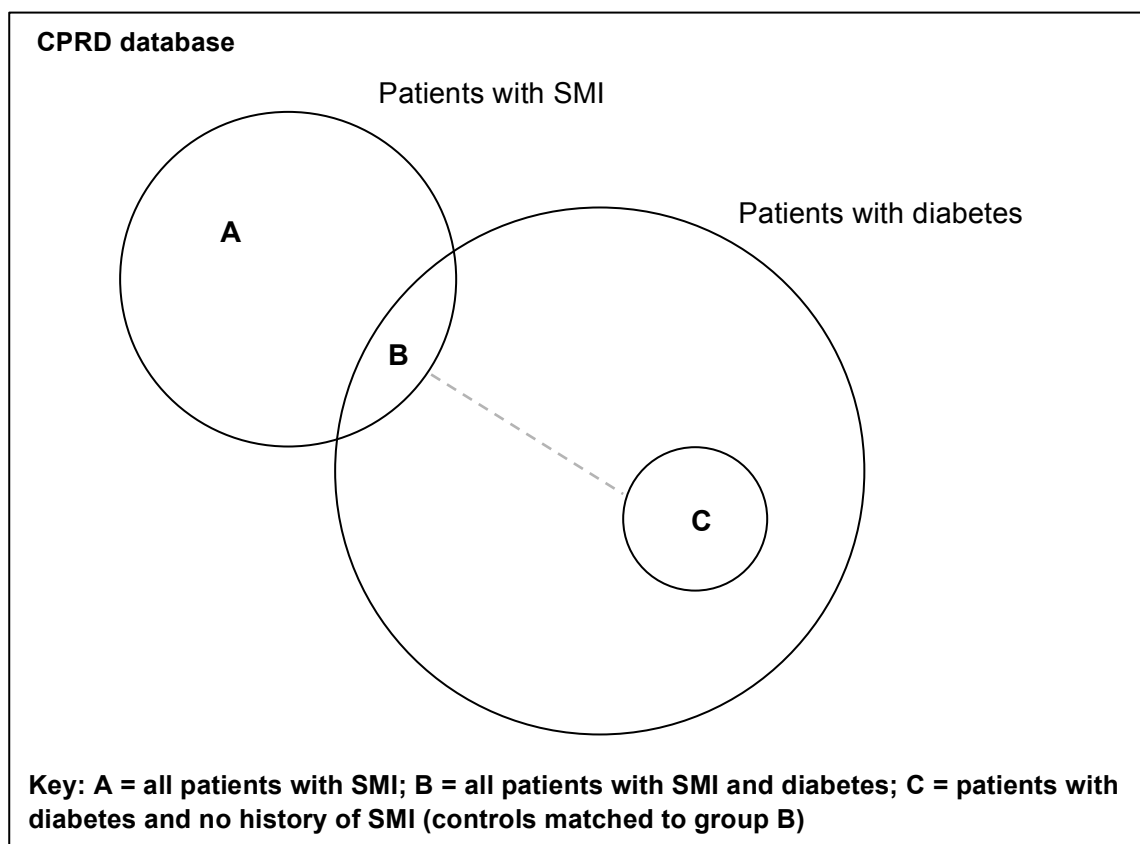 CPRD database
Patients with SMI
Patients with diabetes
A
B
C
Key: A = all patients with SMI; B = all patients with SMI and diabetes; C = patients with
diabetes and no history of SMI (controls matched to group B)